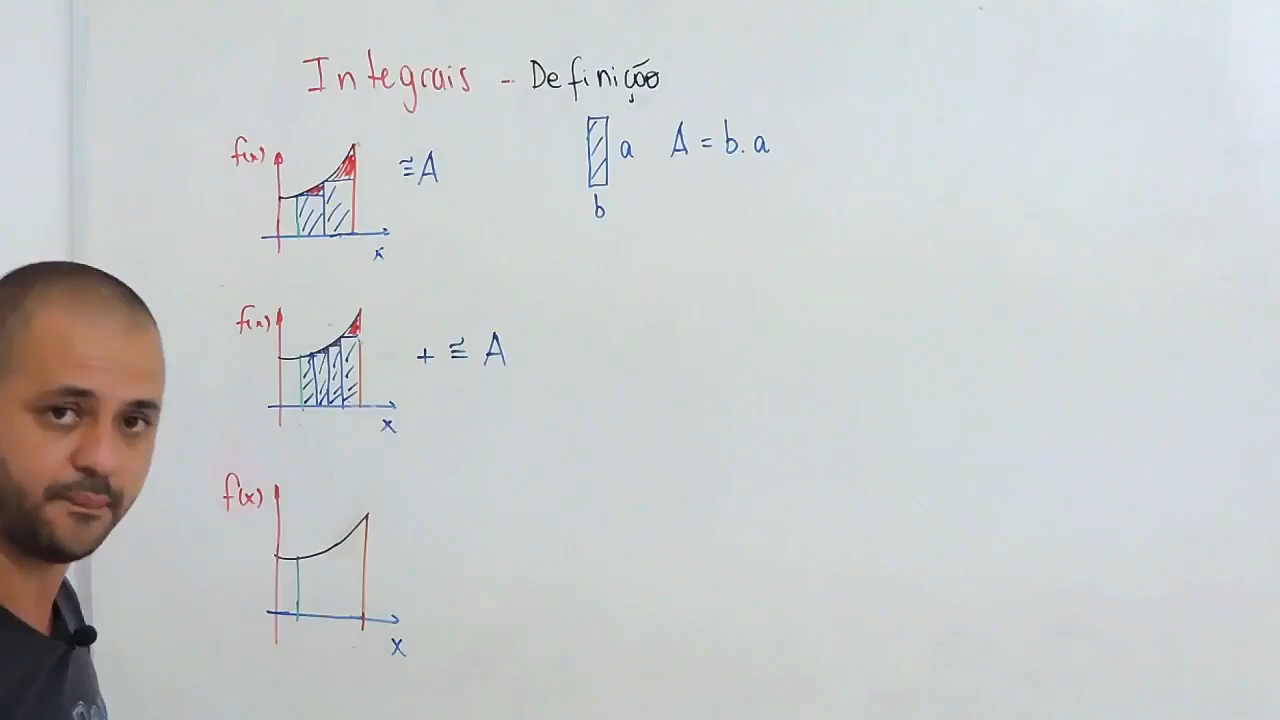 Integrais - Definição
f(x)
≅ A
x
a
A = b.a
b
f(x)
+ ≅ A
x
f(x)
x